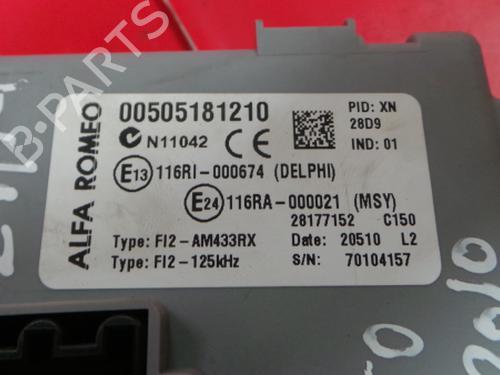 ALFA ROMEO
00505181210
PID: XN
28D9
N11042 CE
IND: 01
E13 116RI-000674 (DELPHI)
E24 116RA-000021 (MSY)
28177152 C150
Type: FI2-AM433RX Date: 20510 L2
Type: FI2-125kHz S/N: 70104157
B-PARTS
2010